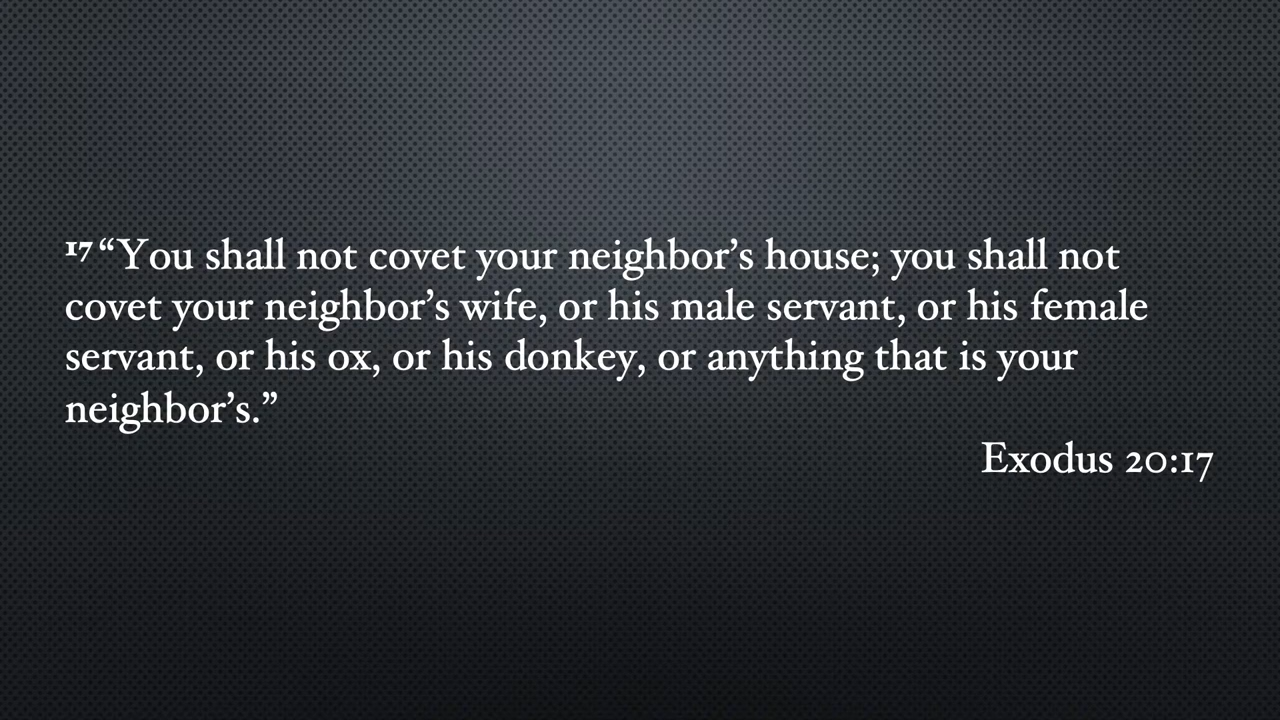 17 “You shall not covet your neighbor’s house; you shall not
covet your neighbor’s wife, or his male servant, or his female
servant, or his ox, or his donkey, or anything that is your
neighbor’s.”
Exodus 20:17